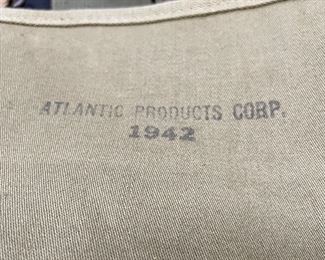 ATLANTIC PRODUCTS CORP.
1942